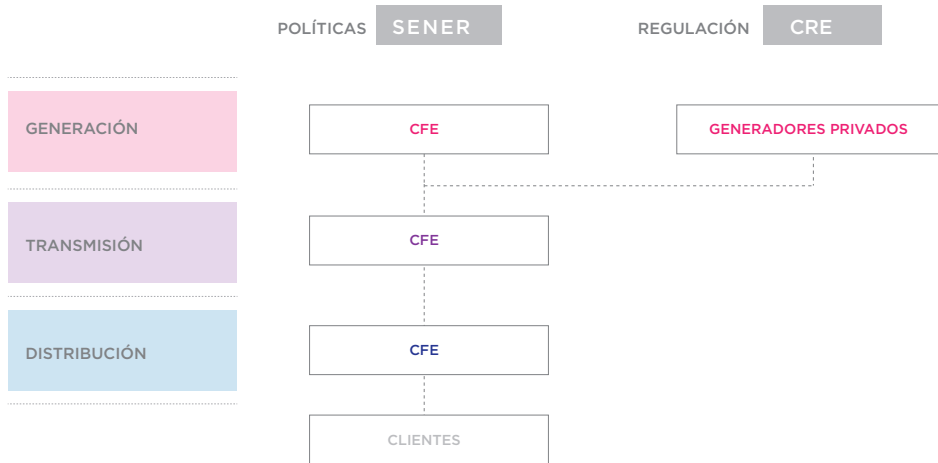 POLÍTICAS SENER REGULACIÓN CRE
GENERACIÓN CFE GENERADORES PRIVADOS
TRANSMISIÓN CFE
DISTRIBUCIÓN CFE
CLIENTES